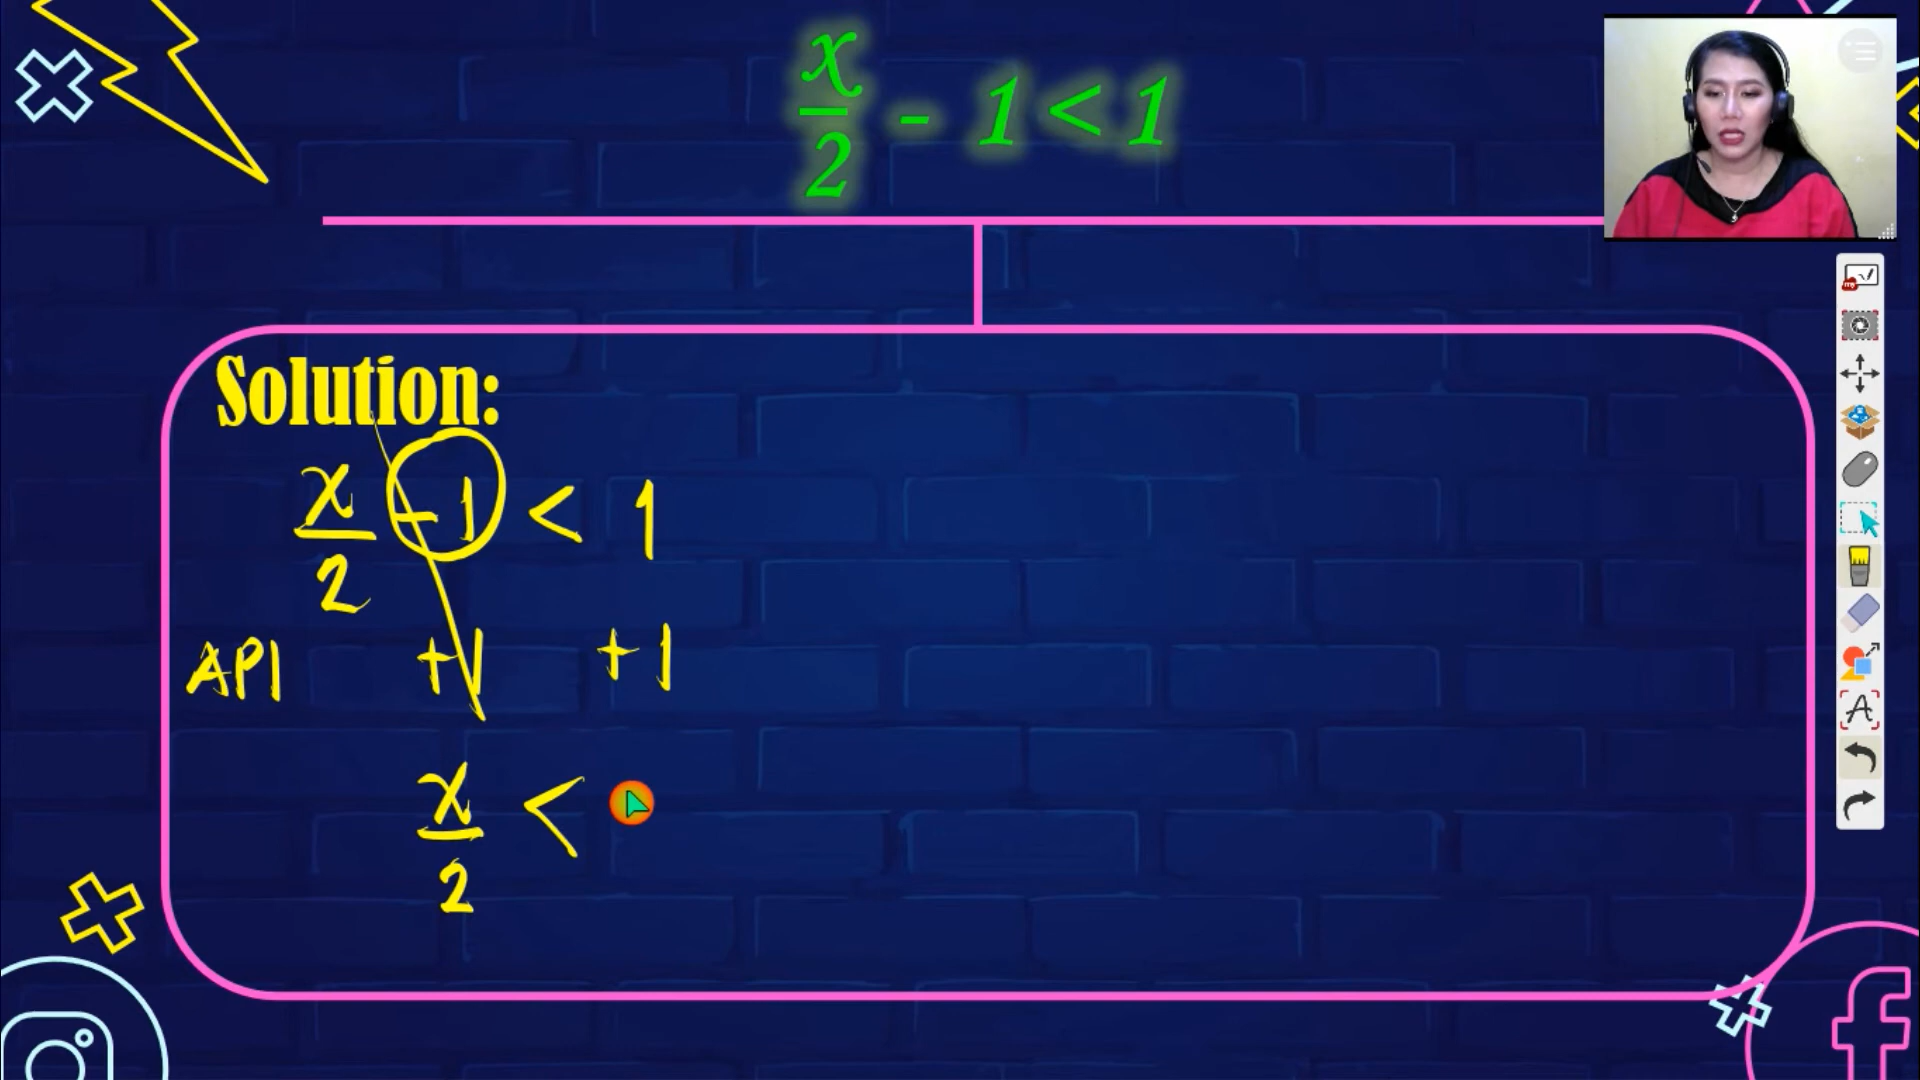 x/2 - 1 < 1
Solution:
x/2 - 1 < 1
API +1 +1
x/2 <